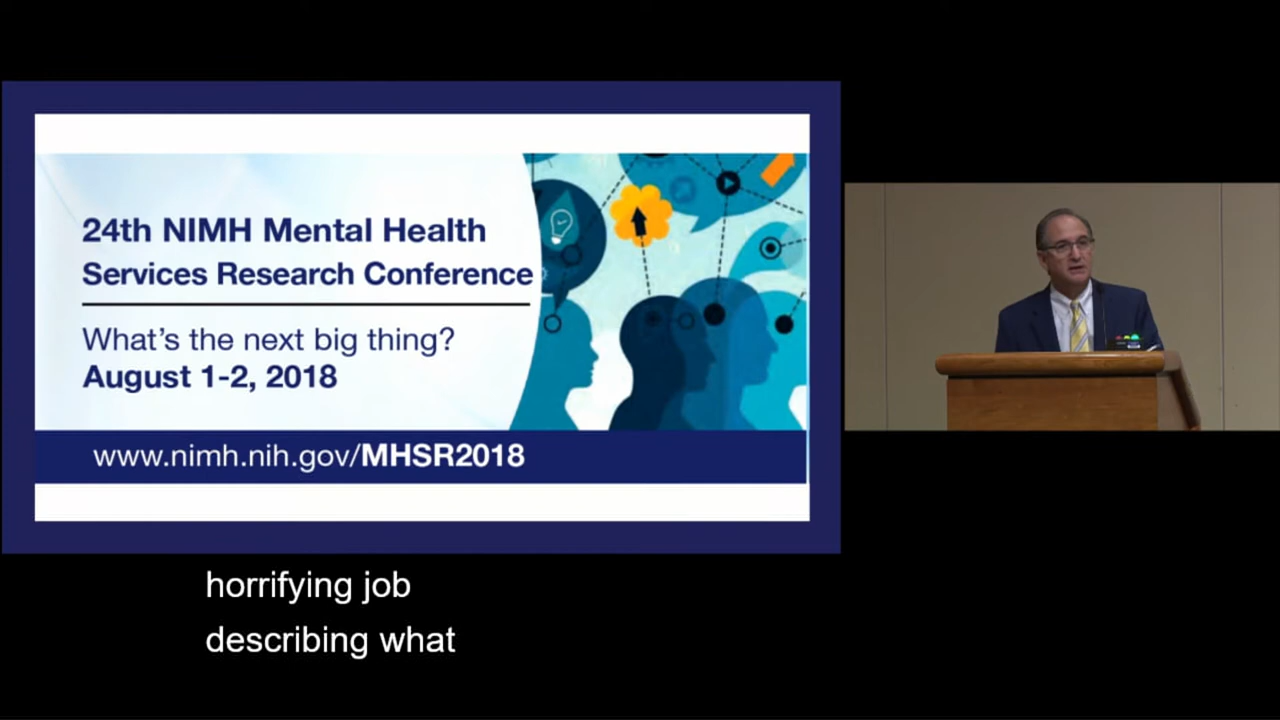 24th NIMH Mental Health
Services Research Conference
What's the next big thing?
August 1-2, 2018
www.nimh.nih.gov/MHSR2018
horrifying job
describing what